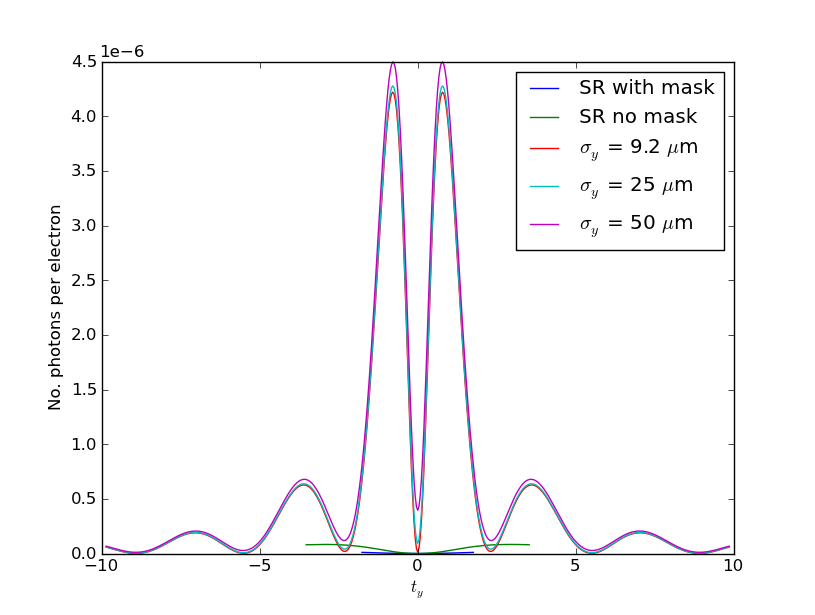 1e−6
4.5
4.0
3.5
3.0
2.5
2.0
1.5
1.0
0.5
0.0
No. photons per electron
SR with mask
SR no mask
σy = 9.2 μm
σy = 25 μm
σy = 50 μm
−10 −5 0 5 10
ty